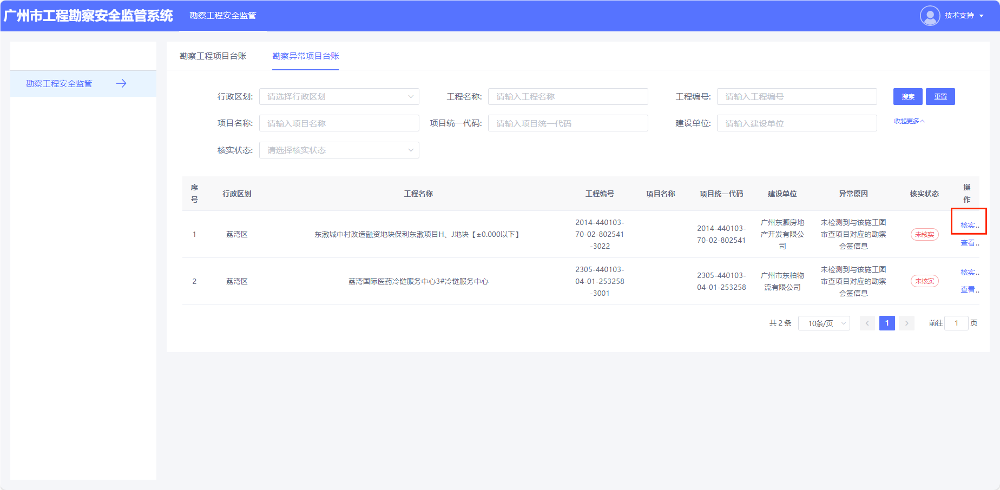 广州市工程勘察安全监管系统
勘察工程安全监管
技术支持
勘察工程安全监管
勘察工程项目台账
勘察异常项目台账
行政区划:
请选择行政区划
工程名称:
请输入工程名称
工程编号:
请输入工程编号
搜索
重置
项目名称:
请输入项目名称
项目统一代码:
请输入项目统一代码
建设单位:
请输入建设单位
收起更多
核实状态:
请选择核实状态
序
号
行政区划
工程名称
工程编号
项目名称
项目统一代码
建设单位
异常原因
核实状态
操
作
1
荔湾区
东漖城中村改造融资地块保利东漖项目H、J地块【±0.000以下】
2014-440103-
70-02-802541
-3022
2014-440103-
70-02-802541
广州东灏房地
产开发有限公
司
未检测到与该施工图
审查项目对应的勘察
会签信息
未核实
核实..
查看..
2
荔湾区
荔湾国际医药冷链服务中心3#冷链服务中心
2305-440103-
04-01-253258
-3001
2305-440103-
04-01-253258
广州市东柏物
流有限公司
未检测到与该施工图
审查项目对应的勘察
会签信息
未核实
核实..
查看..
共 2 条
10条/页
1
前往
1
页